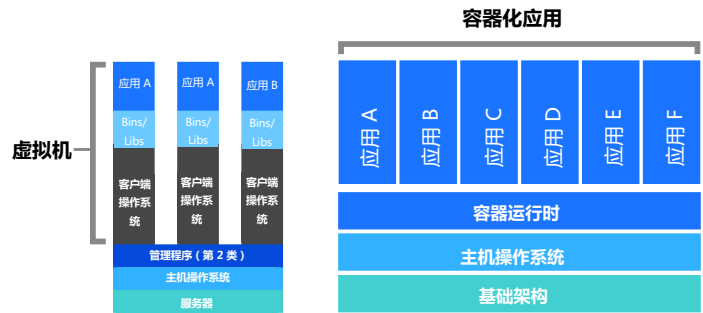 虚拟机
应用 A
Bins/
Libs
客户端
操作系
统
应用 A
Bins/
Libs
客户端
操作系
统
应用 B
Bins/
Libs
客户端
操作系
统
管理程序（第 2 类）
主机操作系统
服务器
容器化应用
应用 A
应用 B
应用 C
应用 D
应用 E
应用 F
容器运行时
主机操作系统
基础架构